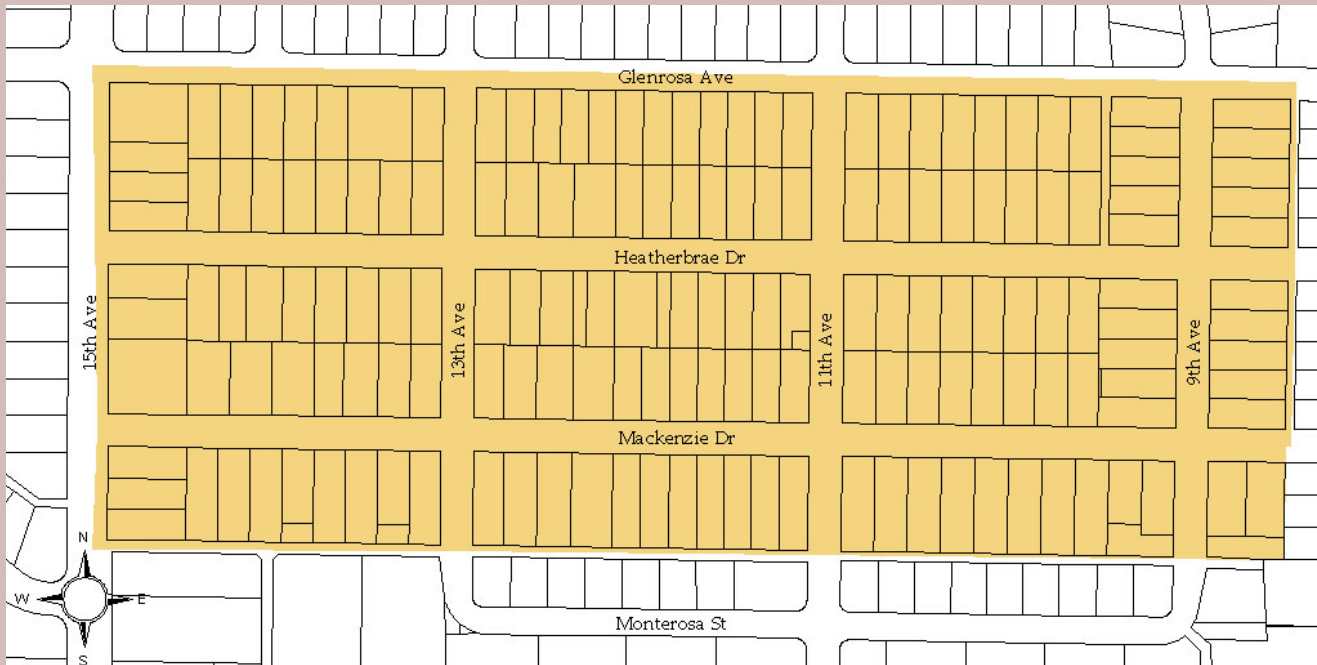 Glenrosa Ave
Heatherbrae Dr
15th Ave
13th Ave
11th Ave
9th Ave
Mackenzie Dr
N
W
E
S
Monterosa St